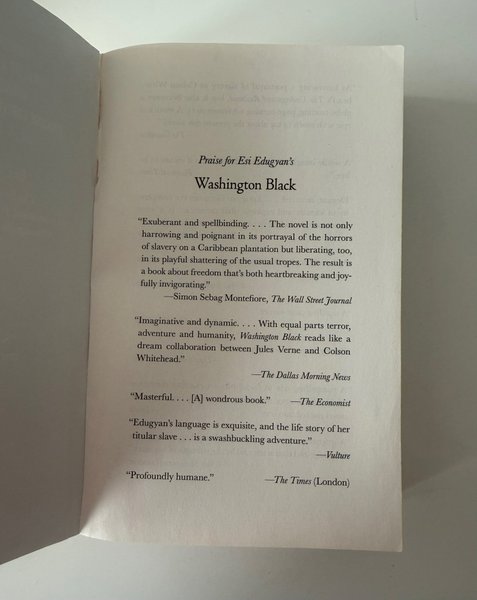 Praise for Esi Edugyan's
Washington Black
"Exuberant and spellbinding. . . . The novel is not only
harrowing and poignant in its portrayal of the horrors
of slavery on a Caribbean plantation but liberating, too,
in its playful shattering of the usual tropes. The result is
a book about freedom that's both heartbreaking and joy-
fully invigorating."
—Simon Sebag Montefiore, The Wall Street Journal
"Imaginative and dynamic. . . . With equal parts terror,
adventure and humanity, Washington Black reads like a
dream collaboration between Jules Verne and Colson
Whitehead."
—The Dallas Morning News
"Masterful. . . . [A] wondrous book." —The Economist
"Edugyan's language is exquisite, and the life story of her
titular slave . . . is a swashbuckling adventure."
—Vulture
"Profoundly humane." —The Times (London)